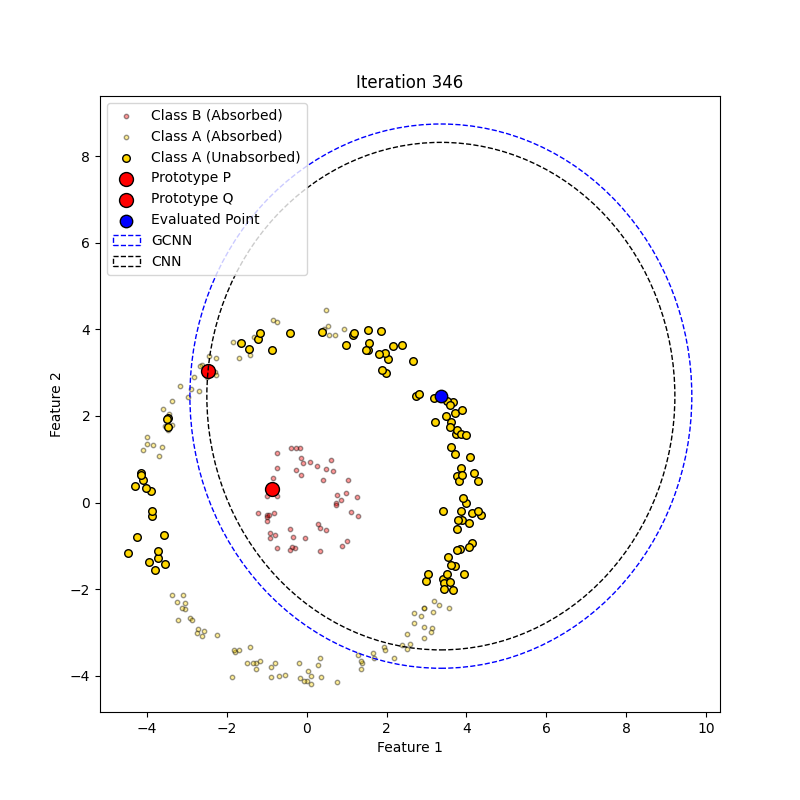 Iteration 346
Class B (Absorbed)
Class A (Absorbed)
Class A (Unabsorbed)
Prototype P
Prototype Q
Evaluated Point
GCNN
CNN
8
6
4
2
0
−2
−4
Feature 2
−4 −2 0 2 4 6 8 10
Feature 1